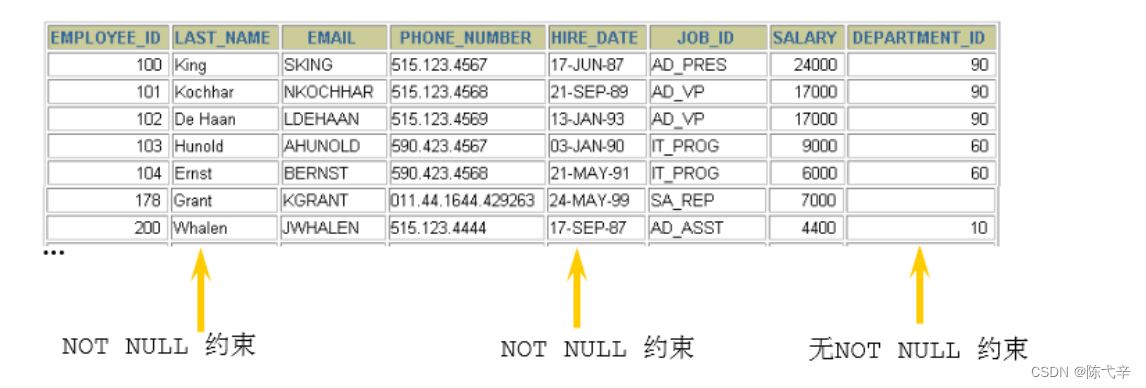 EMPLOYEE_ID LAST_NAME EMAIL PHONE_NUMBER HIRE_DATE JOB_ID SALARY DEPARTMENT_ID
100 King SKING 515.123.4567 17-JUN-87 AD_PRES 24000 90
101 Kochhar NKOCHHAR 515.123.4568 21-SEP-89 AD_VP 17000 90
102 De Haan LDEHAAN 515.123.4569 13-JAN-93 AD_VP 17000 90
103 Hunold AHUNOLD 590.423.4567 03-JAN-90 IT_PROG 9000 60
104 Ernst BERNST 590.423.4568 21-MAY-91 IT_PROG 6000 60
178 Grant KGRANT 011.44.1644.429263 24-MAY-99 SA_REP 7000
200 Whalen JWHALEN 515.123.4444 17-SEP-87 AD_ASST 4400 10
...
NOT NULL 约束 NOT NULL 约束 无NOT NULL 约束
CSDN @陈弋辛